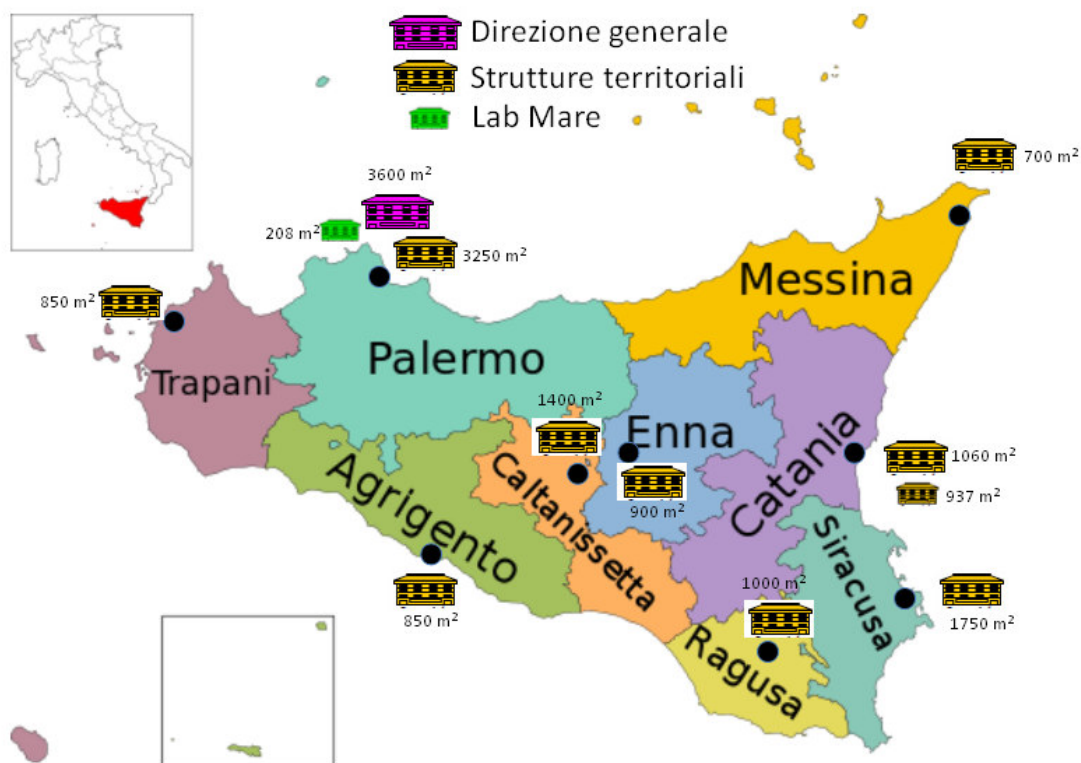 Direzione generale
Strutture territoriali
Lab Mare
700 m²
3600 m²
208 m²
3250 m²
850 m²
Messina
Palermo
Trapani
1400 m²
Enna
Catania
1060 m²
937 m²
900 m²
Agrigento
Caltanissetta
Siracusa
850 m²
1000 m²
1750 m²
Ragusa